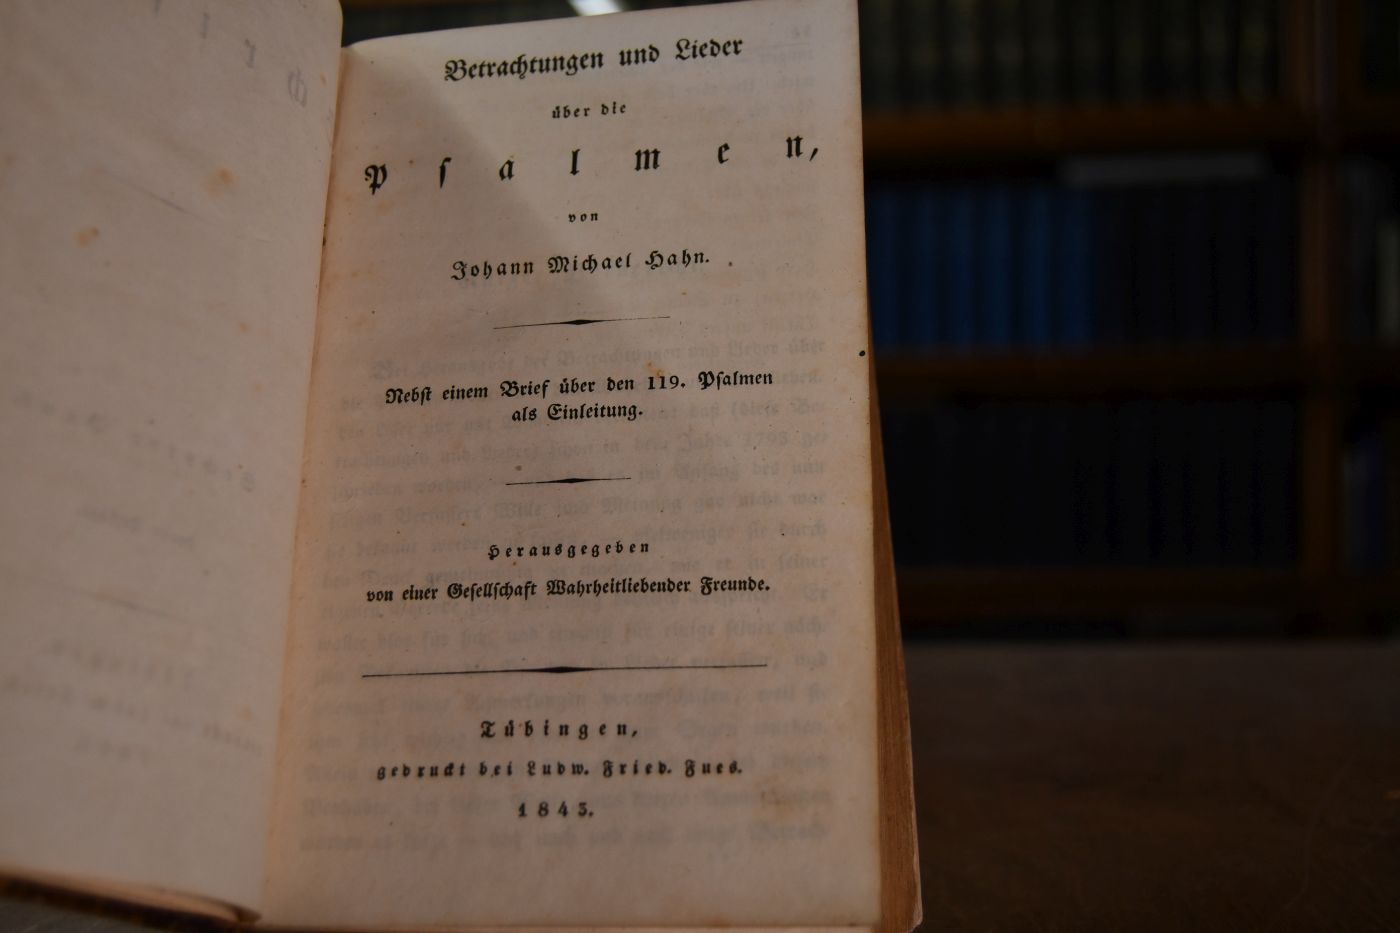 Betrachtungen und Lieder
über die
Psalmen,
von
Johann Michael Hahn.
Nebst einem Brief über den 119. Psalmen
als Einleitung.
Herausgegeben
von einer Gesellschaft Wahrheitliebender Freunde.
Tübingen,
gedruckt bei Ludw. Fried. Fues.
1843.